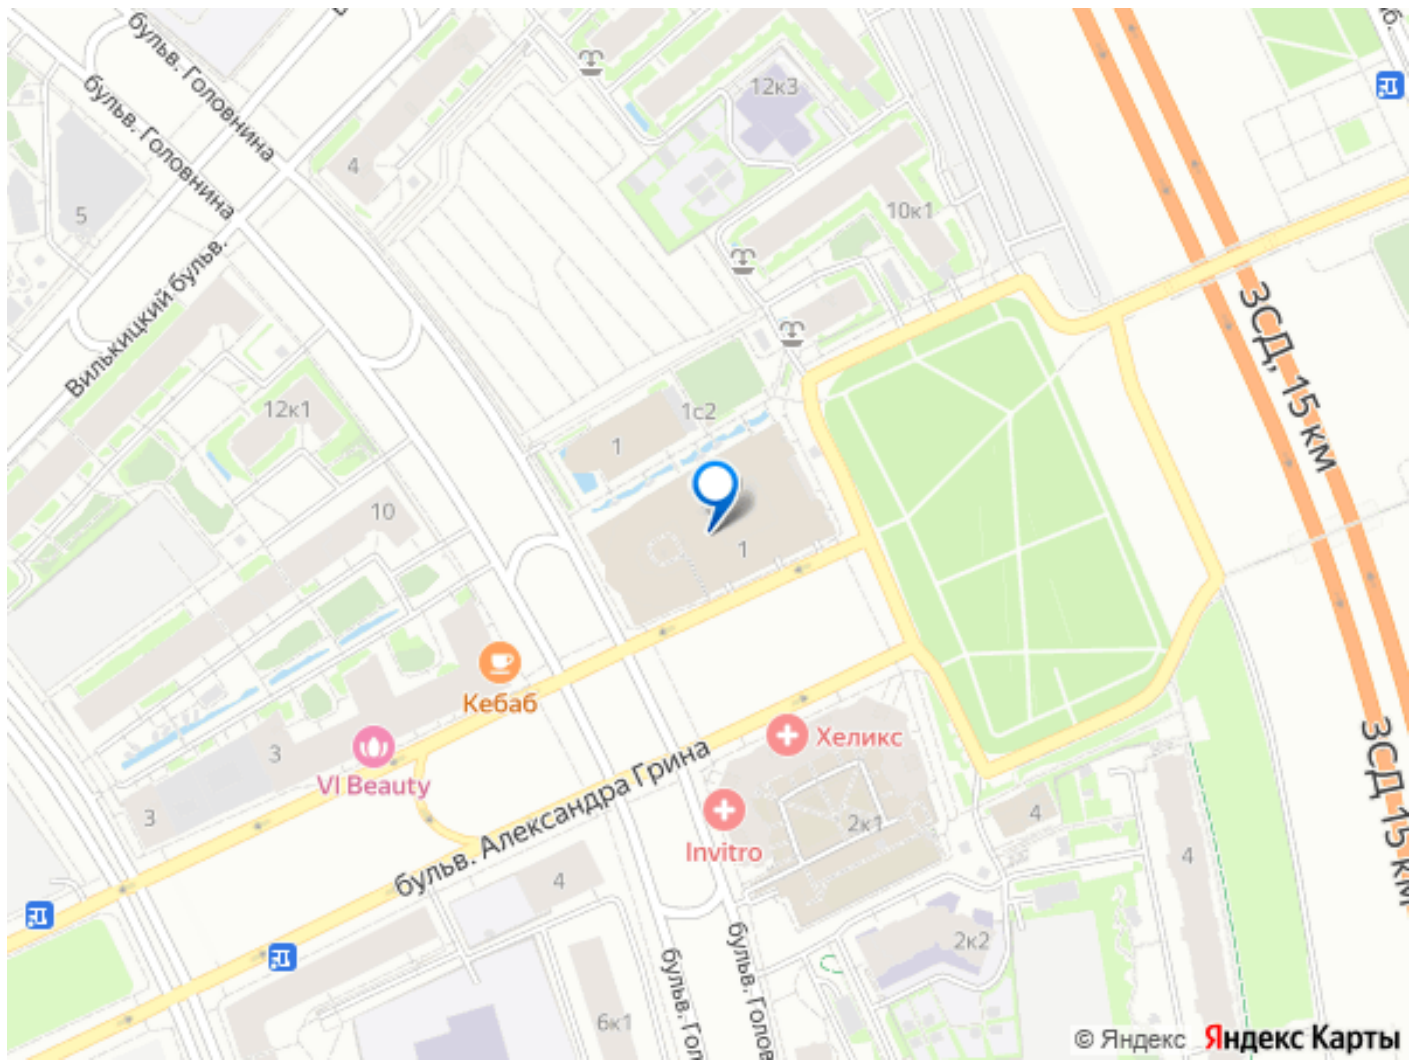 бульв. Головнина
бульв. Головнина
12к3
4
5
10к1
Вилькицкий бульв.
ЗСД, 15 км
12к1
1с2
1
10
1
Кебаб
Хеликс
3
VI Beauty
бульв. Александра Грина
ЗСД 15 км
3
2к1
4
Invitro
4
4
2к2
6к1
бульв. Гол
бульв. Голов
© Яндекс Яндекс Карты